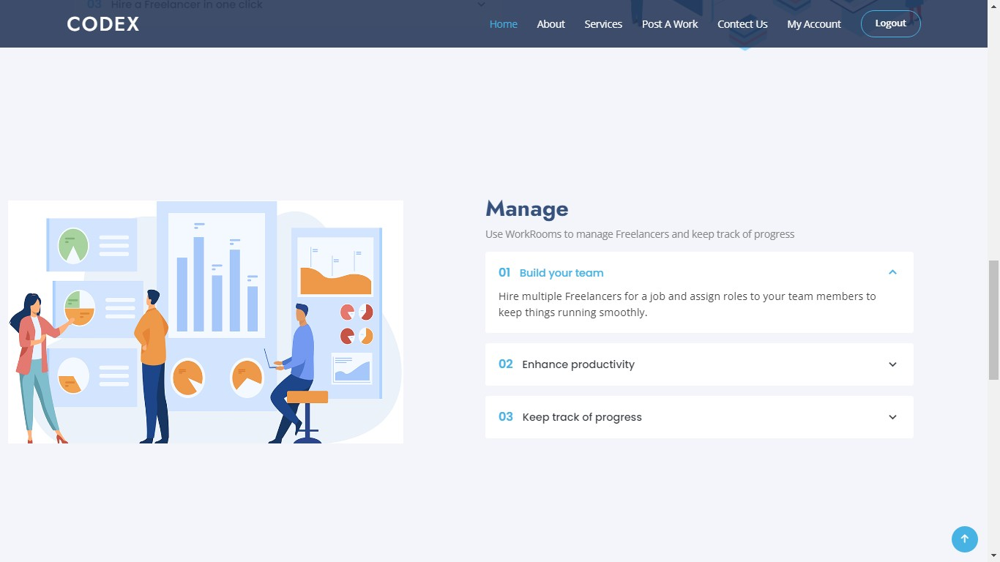 03 Hire a Freelancer in one click
CODEX
Home About Services Post A Work Contect Us My Account Logout
Manage
Use WorkRooms to manage Freelancers and keep track of progress
01 Build your team
Hire multiple Freelancers for a job and assign roles to your team members to
keep things running smoothly.
02 Enhance productivity
03 Keep track of progress